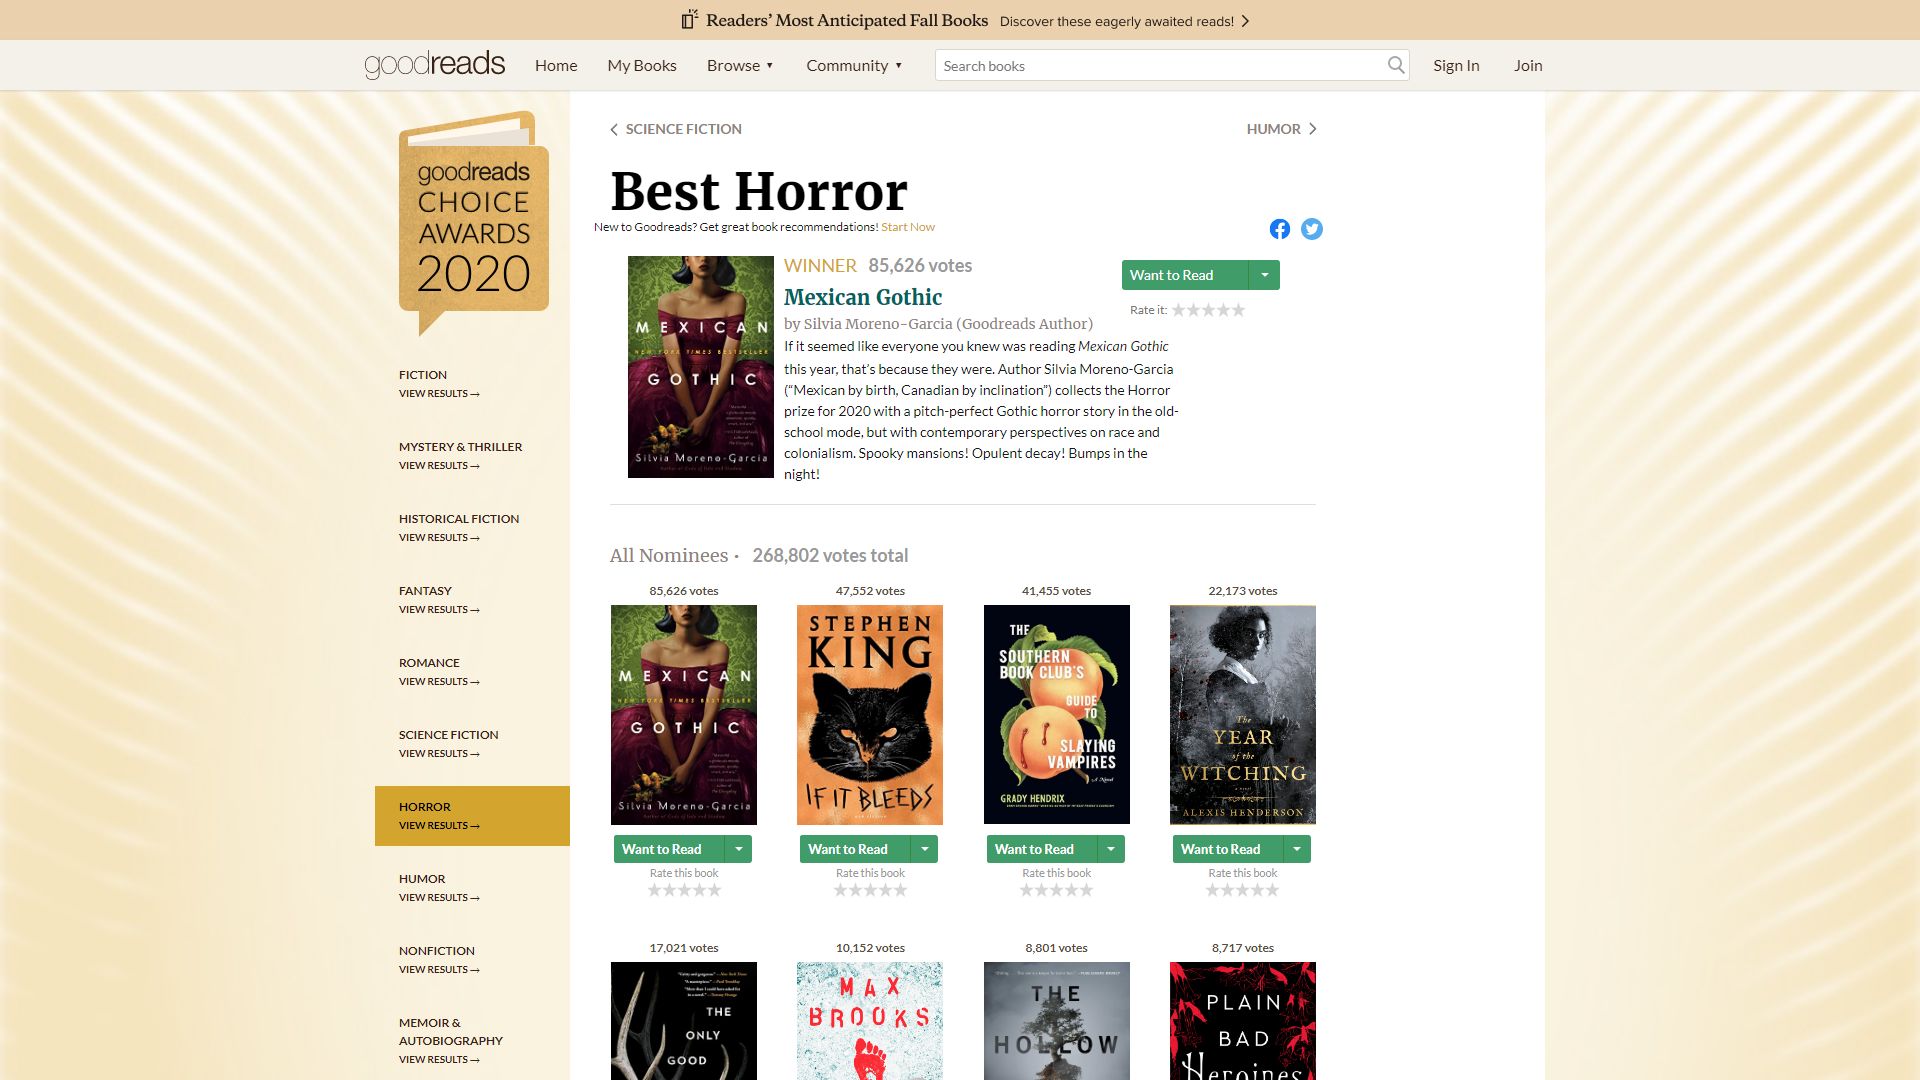 Readers' Most Anticipated Fall Books Discover these eagerly awaited reads!
goodreads Home My Books Browse ▼ Community ▼ Search books Sign In Join
goodreads
CHOICE
AWARDS
2020
FICTION
VIEW RESULTS →
MYSTERY & THRILLER
VIEW RESULTS →
HISTORICAL FICTION
VIEW RESULTS →
FANTASY
VIEW RESULTS →
ROMANCE
VIEW RESULTS →
SCIENCE FICTION
VIEW RESULTS →
HORROR
VIEW RESULTS →
HUMOR
VIEW RESULTS →
NONFICTION
VIEW RESULTS →
MEMOIR &
AUTOBIOGRAPHY
VIEW RESULTS →
SCIENCE FICTION HUMOR
Best Horror
New to Goodreads? Get great book recommendations! Start Now
MEXICAN
NEW YORK TIMES BESTSELLER
GOTHIC
Silvia Moreno-Garcia
WINNER 85,626 votes
Mexican Gothic
by Silvia Moreno-Garcia (Goodreads Author)
If it seemed like everyone you knew was reading Mexican Gothic
this year, that's because they were. Author Silvia Moreno-Garcia
(“Mexican by birth, Canadian by inclination”) collects the Horror
prize for 2020 with a pitch-perfect Gothic horror story in the old-
school mode, but with contemporary perspectives on race and
colonialism. Spooky mansions! Opulent decay! Bumps in the
night!
Want to Read
Rate it:
All Nominees • 268,802 votes total
85,626 votes
MEXICAN
NEW YORK TIMES BESTSELLER
GOTHIC
Silvia Moreno-Garcia
Want to Read
Rate this book
47,552 votes
STEPHEN
KING
IF IT BLEEDS
Want to Read
Rate this book
41,455 votes
THE
SOUTHERN
BOOK CLUB'S
GUIDE
TO
SLAYING
VAMPIRES
A Novel
GRADY HENDRIX
Want to Read
Rate this book
22,173 votes
The
YEAR
of the
WITCHING
a novel
ALEXIS HENDERSON
Want to Read
Rate this book
17,021 votes
THE
ONLY
GOOD
10,152 votes
MAX
BROOKS
8,801 votes
THE
HOLLOW
8,717 votes
PLAIN
BAD
Heroines